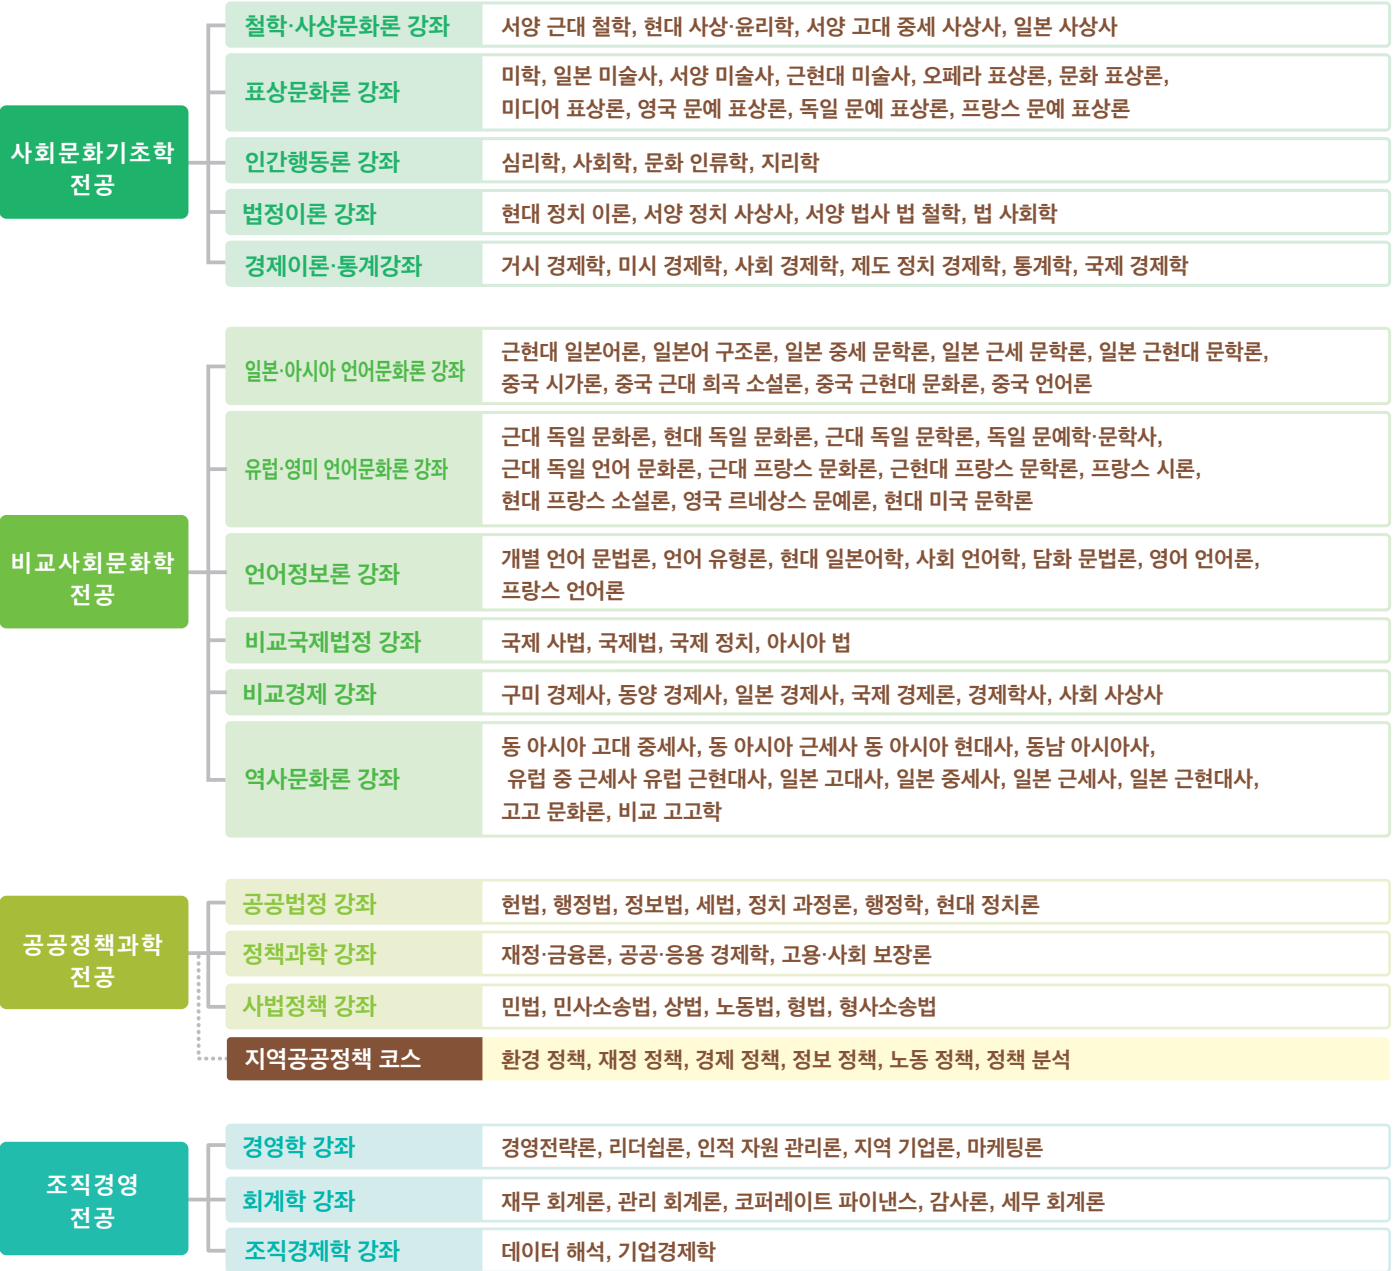 사회문화기초학
전공
철학·사상문화론 강좌
서양 근대 철학, 현대 사상·윤리학, 서양 고대 중세 사상사, 일본 사상사
표상문화론 강좌
미학, 일본 미술사, 서양 미술사, 근현대 미술사, 오페라 표상론, 문화 표상론,
미디어 표상론, 영국 문예 표상론, 독일 문예 표상론, 프랑스 문예 표상론
인간행동론 강좌
심리학, 사회학, 문화 인류학, 지리학
법정이론 강좌
현대 정치 이론, 서양 정치 사상사, 서양 법사 법 철학, 법 사회학
경제이론·통계강좌
거시 경제학, 미시 경제학, 사회 경제학, 제도 정치 경제학, 통계학, 국제 경제학
비교사회문화학
전공
일본·아시아 언어문화론 강좌
근현대 일본어론, 일본어 구조론, 일본 중세 문학론, 일본 근세 문학론, 일본 근현대 문학론,
중국 시가론, 중국 근대 희곡 소설론, 중국 근현대 문화론, 중국 언어론
유럽·영미 언어문화론 강좌
근대 독일 문화론, 현대 독일 문화론, 근대 독일 문학론, 독일 문예학·문학사,
근대 독일 언어 문화론, 근대 프랑스 문화론, 근현대 프랑스 문학론, 프랑스 시론,
현대 프랑스 소설론, 영국 르네상스 문예론, 현대 미국 문학론
언어정보론 강좌
개별 언어 문법론, 언어 유형론, 현대 일본어학, 사회 언어학, 담화 문법론, 영어 언어론,
프랑스 언어론
비교국제법정 강좌
국제 사법, 국제법, 국제 정치, 아시아 법
비교경제 강좌
구미 경제사, 동양 경제사, 일본 경제사, 국제 경제론, 경제학사, 사회 사상사
역사문화론 강좌
동 아시아 고대 중세사, 동 아시아 근세사 동 아시아 현대사, 동남 아시아사,
유럽 중 근세사 유럽 근현대사, 일본 고대사, 일본 중세사, 일본 근세사, 일본 근현대사,
고고 문화론, 비교 고고학
공공정책과학
전공
공공법정 강좌
헌법, 행정법, 정보법, 세법, 정치 과정론, 행정학, 현대 정치론
정책과학 강좌
재정·금융론, 공공·응용 경제학, 고용·사회 보장론
사법정책 강좌
민법, 민사소송법, 상법, 노동법, 형법, 형사소송법
지역공공정책 코스
환경 정책, 재정 정책, 경제 정책, 정보 정책, 노동 정책, 정책 분석
조직경영
전공
경영학 강좌
경영전략론, 리더쉽론, 인적 자원 관리론, 지역 기업론, 마케팅론
회계학 강좌
재무 회계론, 관리 회계론, 코퍼레이트 파이낸스, 감사론, 세무 회계론
조직경제학 강좌
데이터 해석, 기업경제학